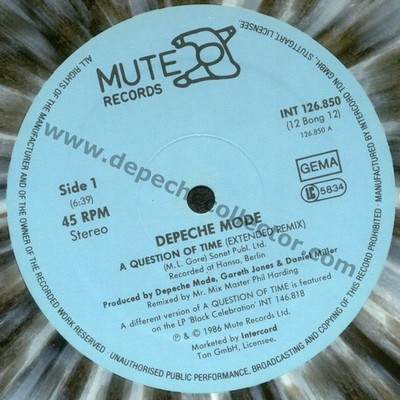 ALL RIGHTS OF THE MANUFACTURER AND OF THE OWNER OF THE RECORDED WORK RESERVED. — UNAUTHORISED PUBLIC PERFORMANCE, BROADCASTING AND COPYING OF THIS RECORD PROHIBITED — MANUFACTURED BY INTERCORD TON GMBH, STUTTGART, LICENSEE.
MUTE
RECORDS
INT 126.850
(12 Bong 12)
126.850 A
GEMA
LC 5834
Side 1
(6:39)
45 RPM
Stereo
DEPECHE MODE
A QUESTION OF TIME (EXTENDED REMIX)
(M. L. Gore) Sonet Publ. Ltd.
Recorded at Hansa, Berlin
Produced by Depeche Mode, Gareth Jones & Daniel Miller
Remixed by Mr. Mix Master Phil Harding
A different version of A QUESTION OF TIME is featured
on the LP 'Black Celebration' INT 146.818
℗ & © 1986 Mute Records Ltd.
Marketed by Intercord
Ton GmbH, Licensee.
www.depechecollector.com